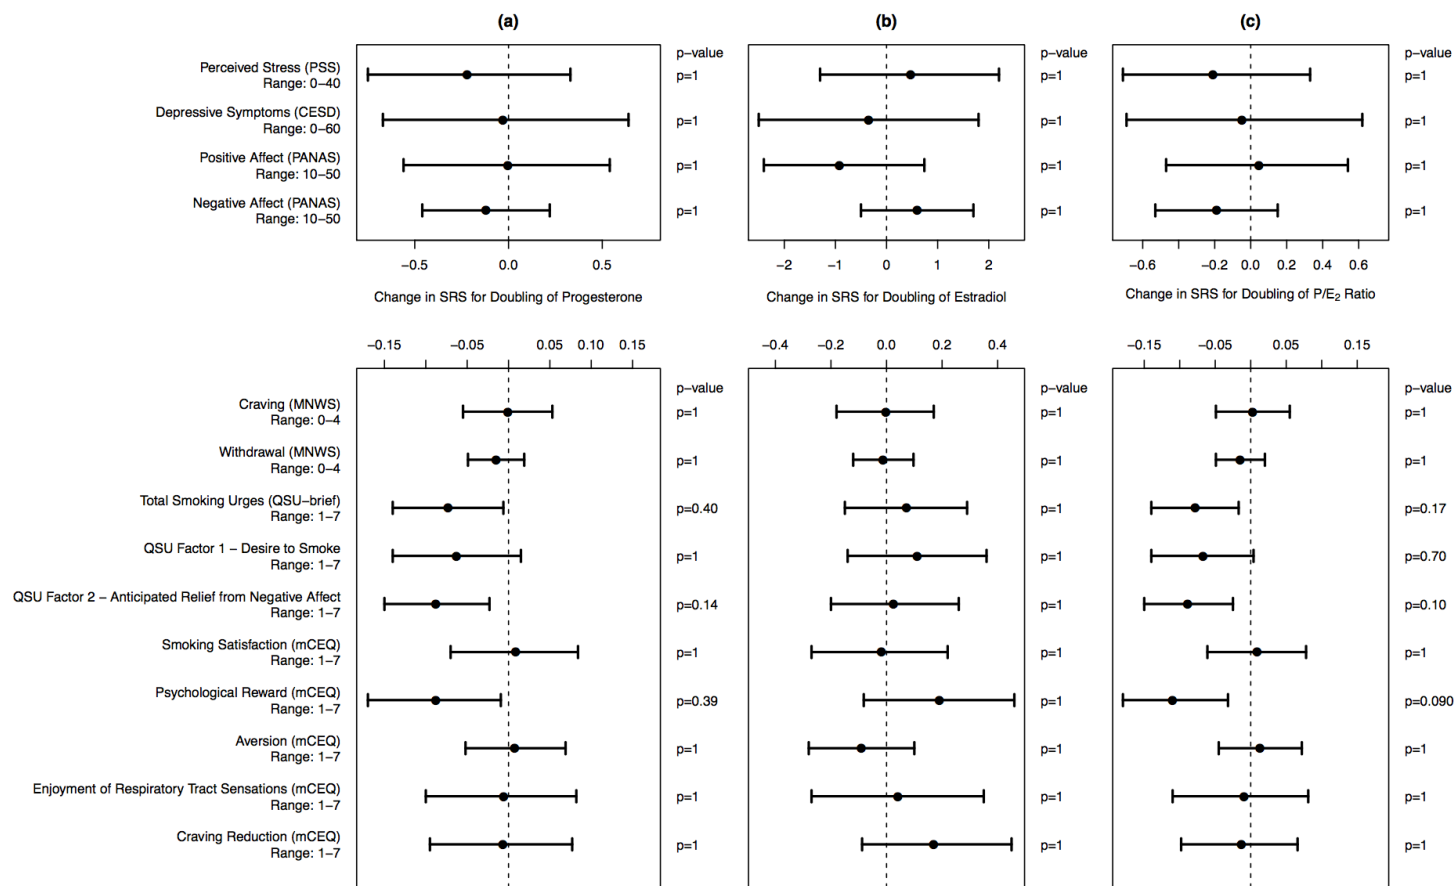 (a) (b) (c)
p−value p−value p−value
Perceived Stress (PSS)
Range: 0−40
p=1 p=1 p=1
Depressive Symptoms (CESD)
Range: 0−60
p=1 p=1 p=1
Positive Affect (PANAS)
Range: 10−50
p=1 p=1 p=1
Negative Affect (PANAS)
Range: 10−50
p=1 p=1 p=1
−0.5 0.0 0.5 −2 −1 0 1 2 −0.6 −0.2 0.0 0.2 0.4 0.6
Change in SRS for Doubling of Progesterone Change in SRS for Doubling of Estradiol Change in SRS for Doubling of P/E₂ Ratio
−0.15 −0.05 0.05 0.10 0.15 −0.4 −0.2 0.0 0.2 0.4 −0.15 −0.05 0.05 0.15
p−value p−value p−value
Craving (MNWS)
Range: 0−4
p=1 p=1 p=1
Withdrawal (MNWS)
Range: 0−4
p=1 p=1 p=1
Total Smoking Urges (QSU−brief)
Range: 1−7
p=0.40 p=1 p=0.17
QSU Factor 1 − Desire to Smoke
Range: 1−7
p=1 p=1 p=0.70
QSU Factor 2 − Anticipated Relief from Negative Affect
Range: 1−7
p=0.14 p=1 p=0.10
Smoking Satisfaction (mCEQ)
Range: 1−7
p=1 p=1 p=1
Psychological Reward (mCEQ)
Range: 1−7
p=0.39 p=1 p=0.090
Aversion (mCEQ)
Range: 1−7
p=1 p=1 p=1
Enjoyment of Respiratory Tract Sensations (mCEQ)
Range: 1−7
p=1 p=1 p=1
Craving Reduction (mCEQ)
Range: 1−7
p=1 p=1 p=1